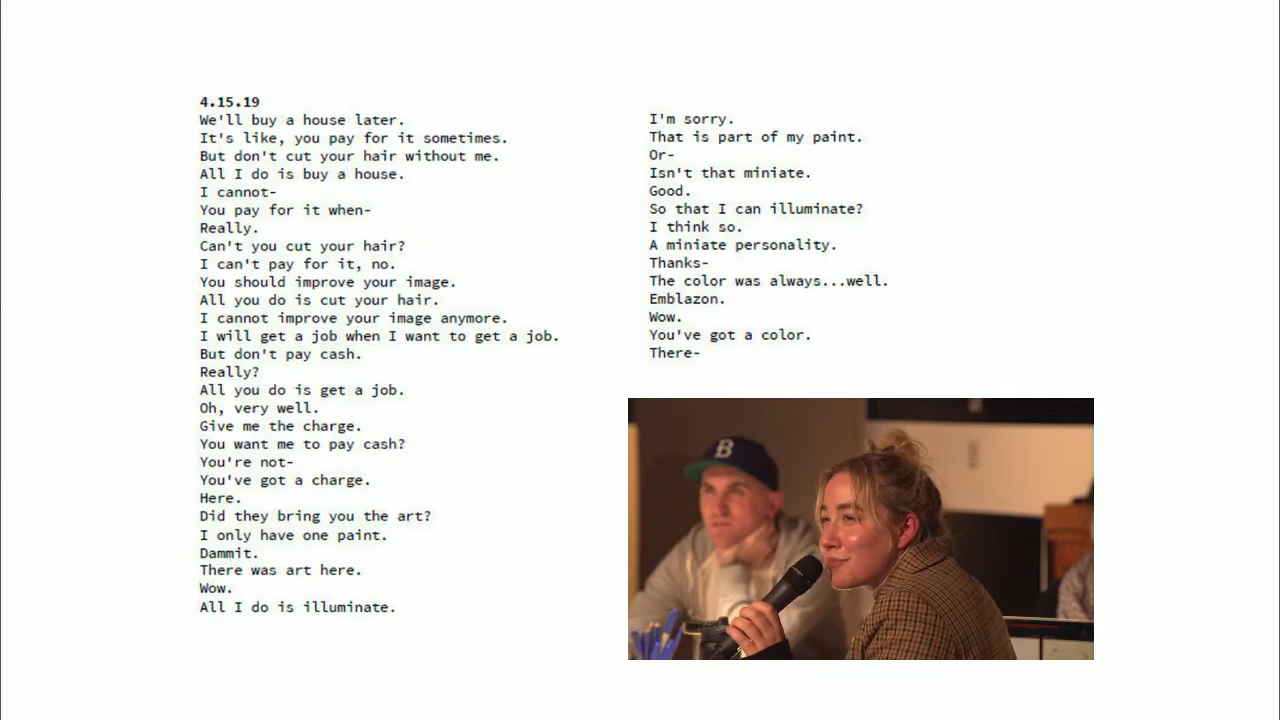 4.15.19
We'll buy a house later.
It's like, you pay for it sometimes.
But don't cut your hair without me.
All I do is buy a house.
I cannot-
You pay for it when-
Really.
Can't you cut your hair?
I can't pay for it, no.
You should improve your image.
All you do is cut your hair.
I cannot improve your image anymore.
I will get a job when I want to get a job.
But don't pay cash.
Really?
All you do is get a job.
Oh, very well.
Give me the charge.
You want me to pay cash?
You're not-
You've got a charge.
Here.
Did they bring you the art?
I only have one paint.
Dammit.
There was art here.
Wow.
All I do is illuminate.
I'm sorry.
That is part of my paint.
Or-
Isn't that miniate.
Good.
So that I can illuminate?
I think so.
A miniate personality.
Thanks-
The color was always...well.
Emblazon.
Wow.
You've got a color.
There-
B